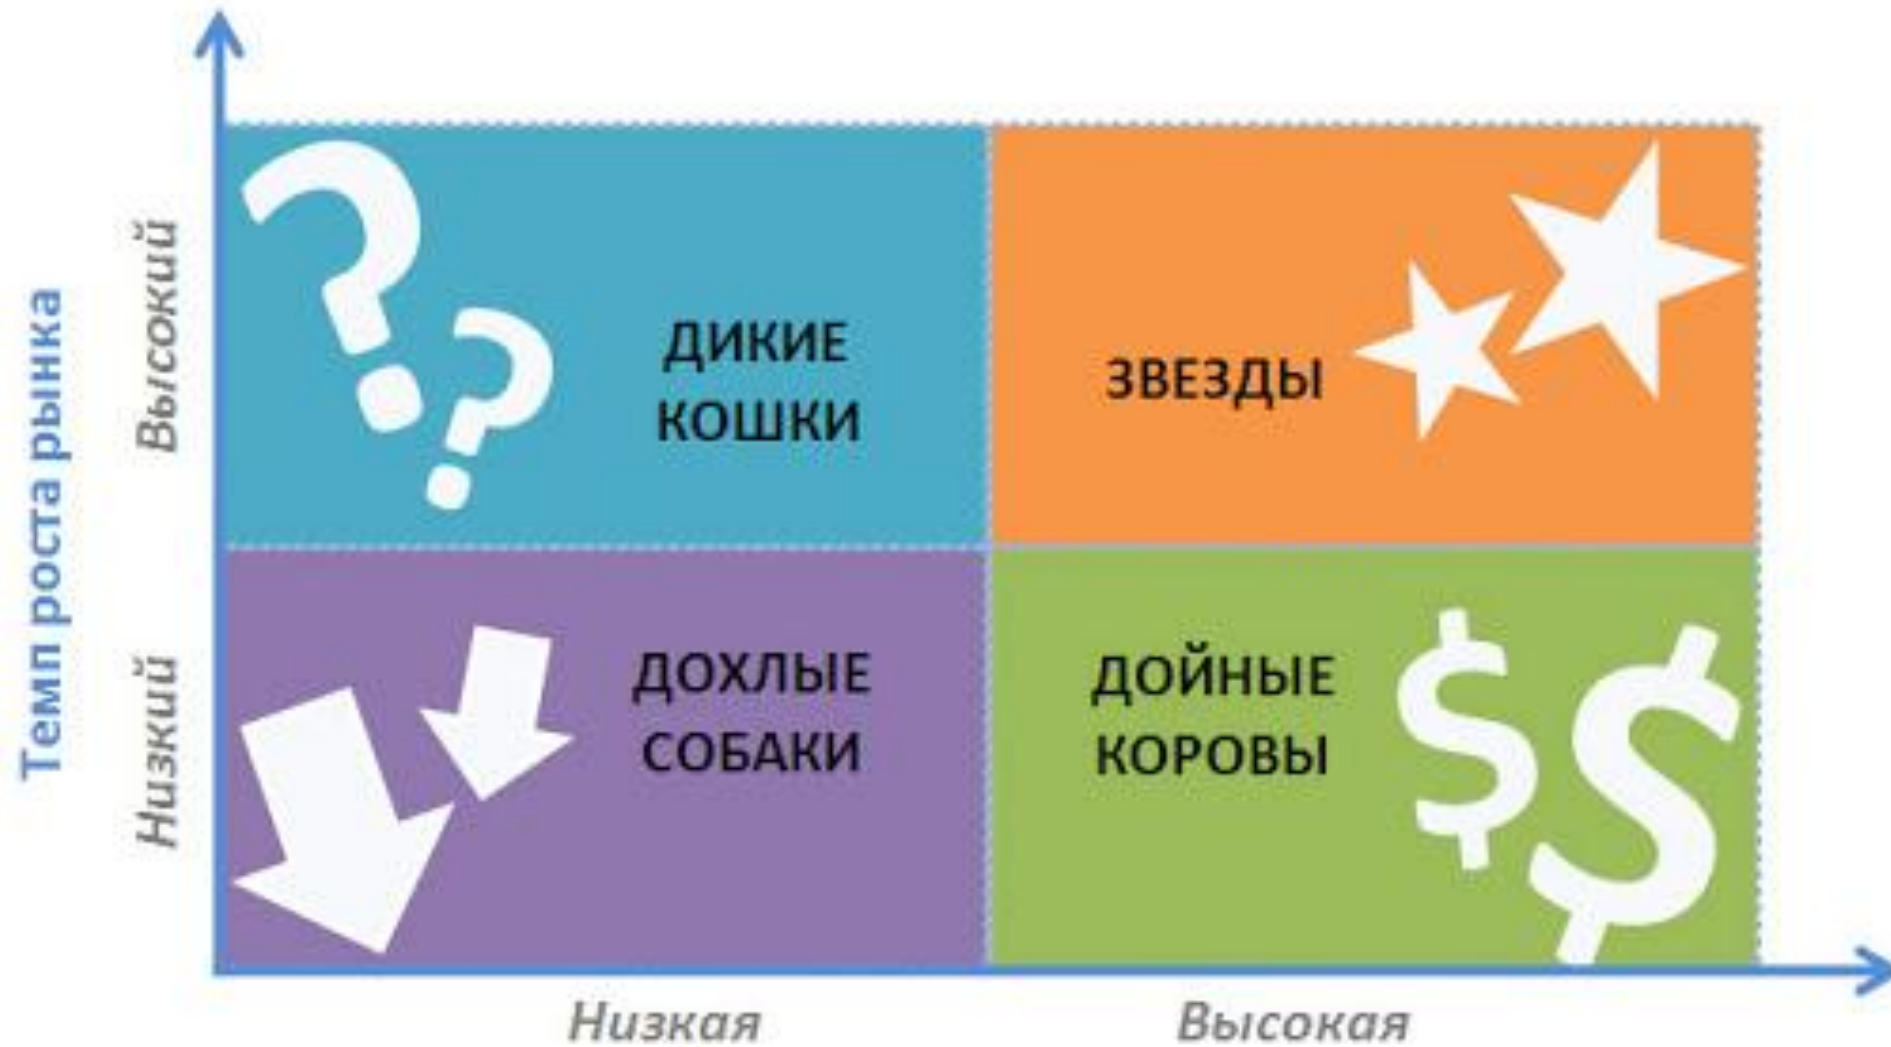 Темп роста рынка
Высокий
Низкий
ДИКИЕ
КОШКИ
ЗВЕЗДЫ
ДОХЛЫЕ
СОБАКИ
ДОЙНЫЕ
КОРОВЫ
Низкая
Высокая